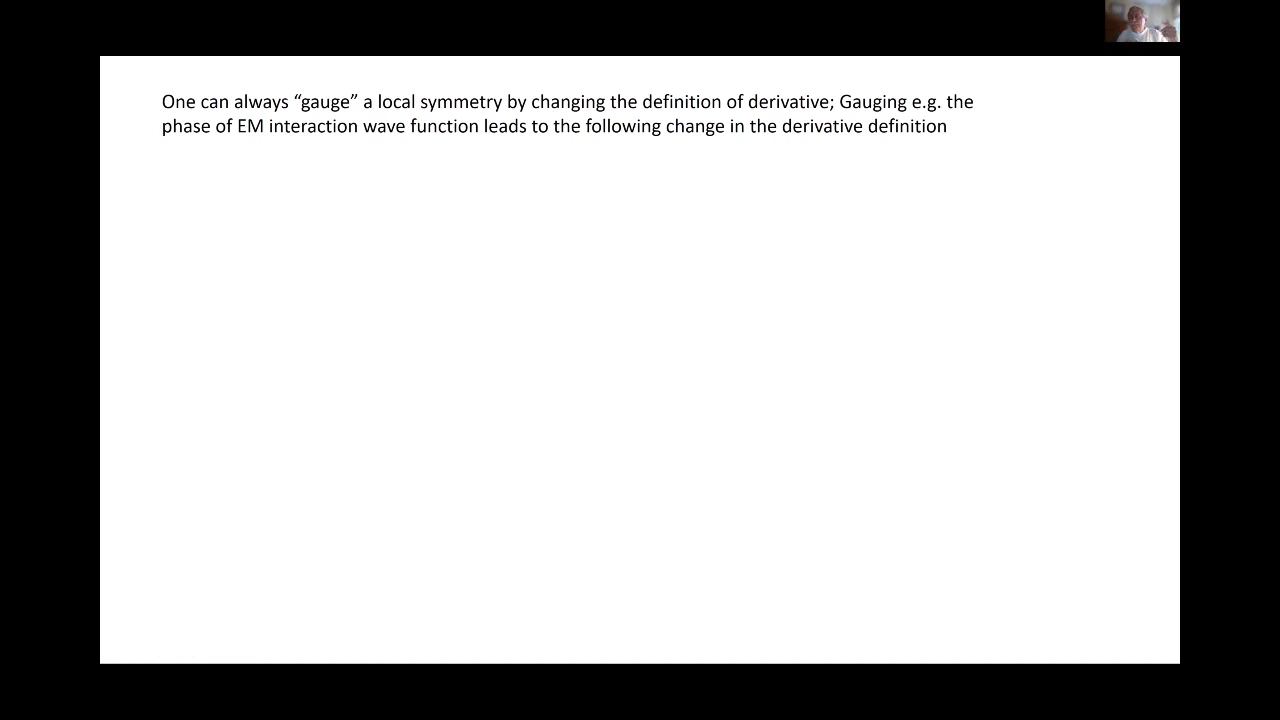 One can always “gauge” a local symmetry by changing the definition of derivative; Gauging e.g. the
phase of EM interaction wave function leads to the following change in the derivative definition